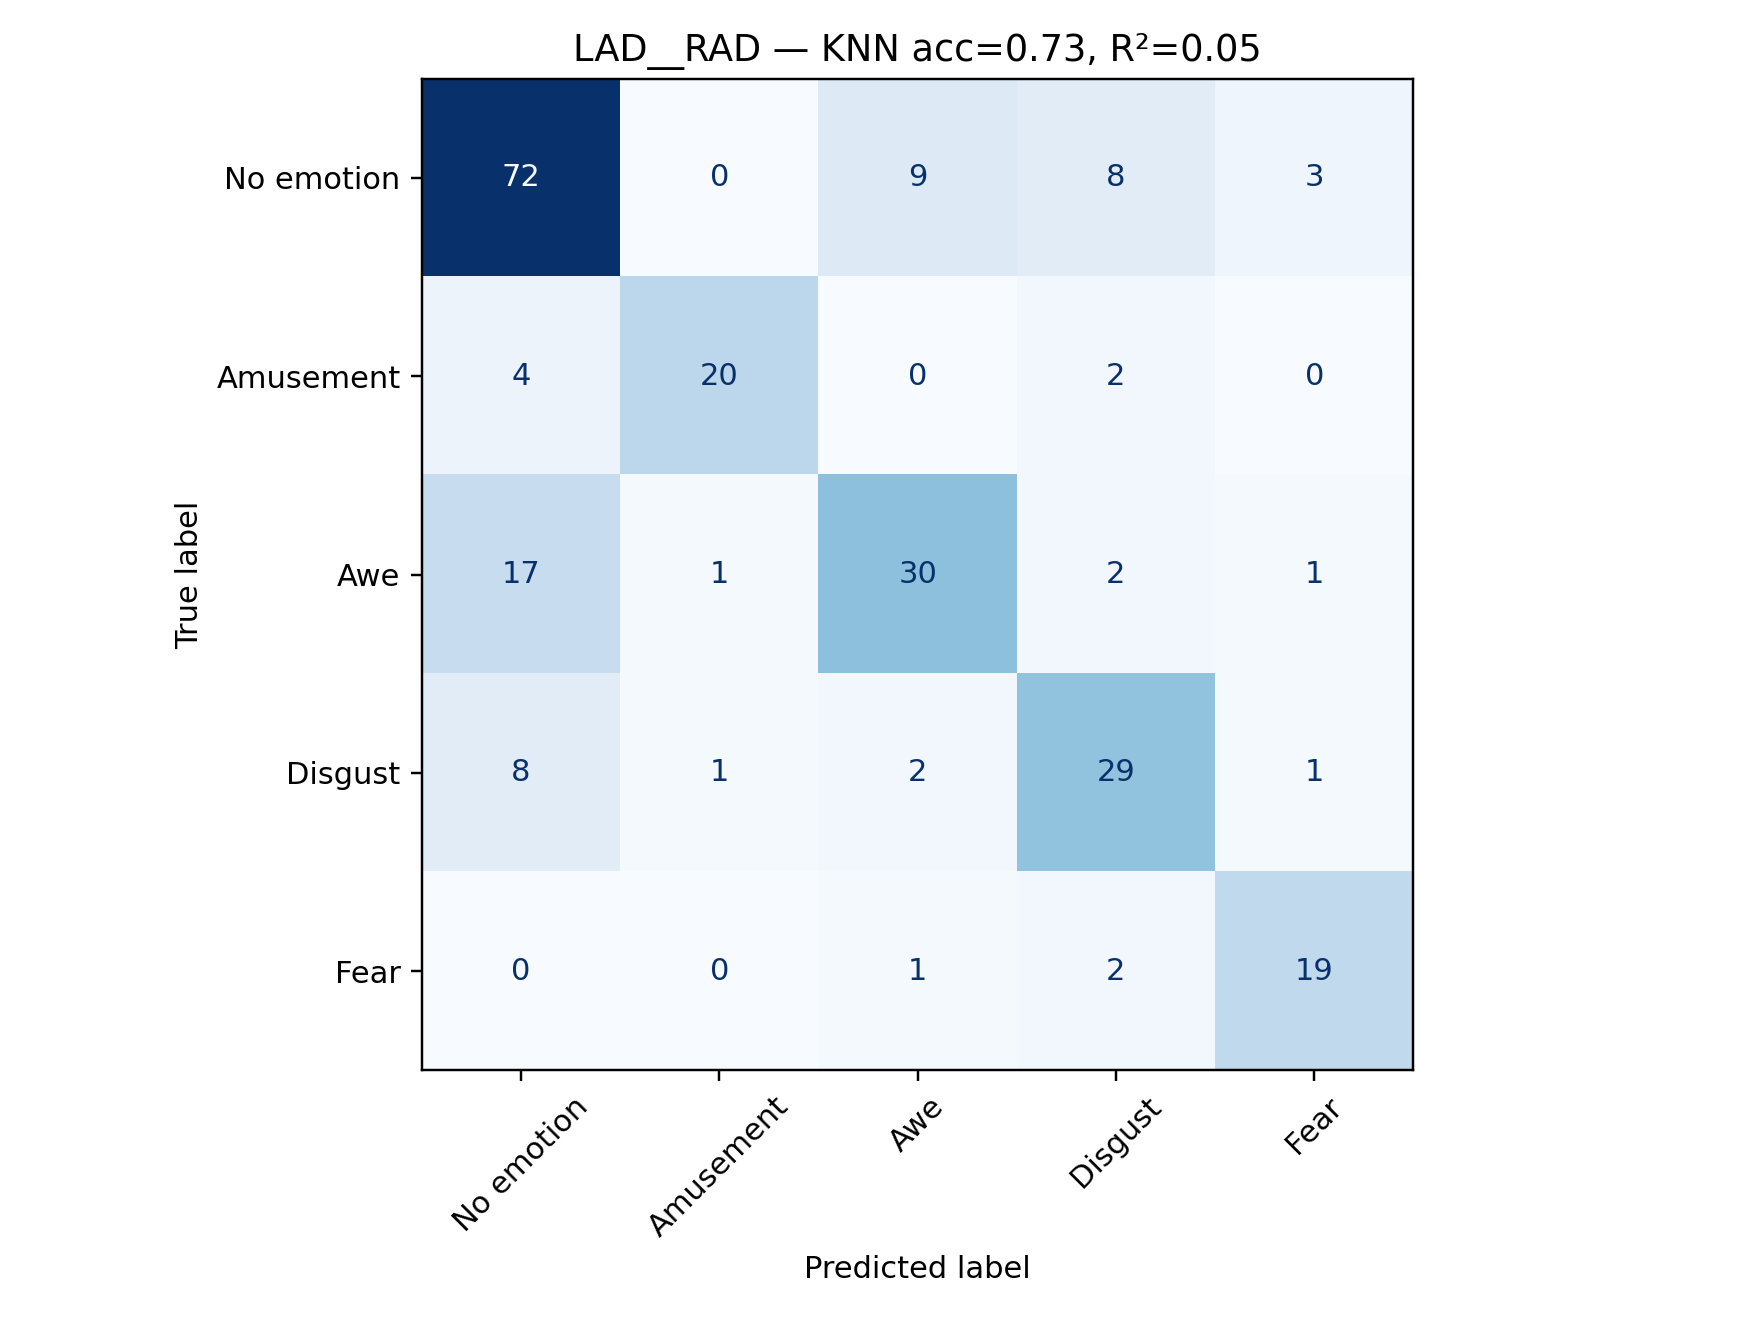 LAD__RAD — KNN acc=0.73, R²=0.05
No emotion 72 0 9 8 3
Amusement 4 20 0 2 0
Awe 17 1 30 2 1
Disgust 8 1 2 29 1
Fear 0 0 1 2 19
True label
No emotion Amusement Awe Disgust Fear
Predicted label